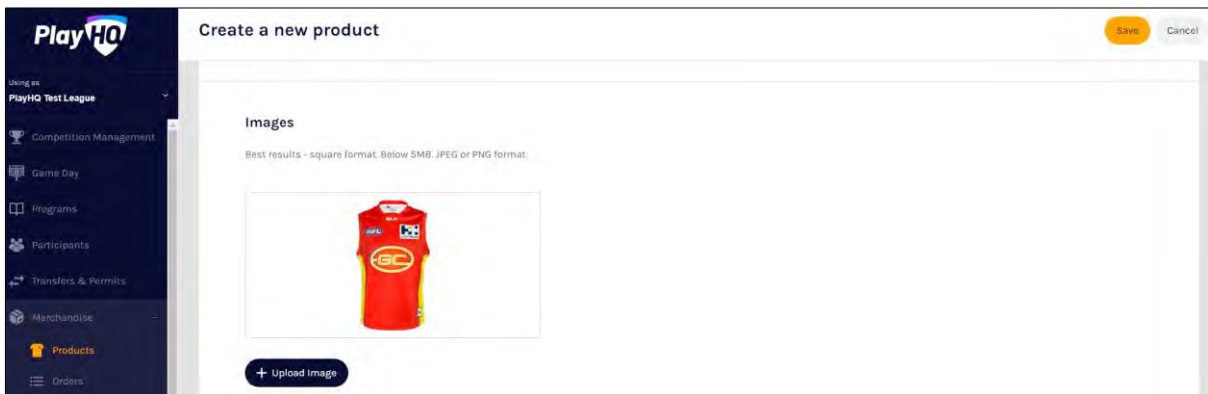 PlayHQ
Create a new product
Save
Cancel
Using as
PlayHQ Test League
Competition Management
Game Day
Programs
Participants
Transfers & Permits
Merchandise
Products
Orders
Images
Best results - square format. Below 5MB. JPEG or PNG format.
AFL
GC
+ Upload Image